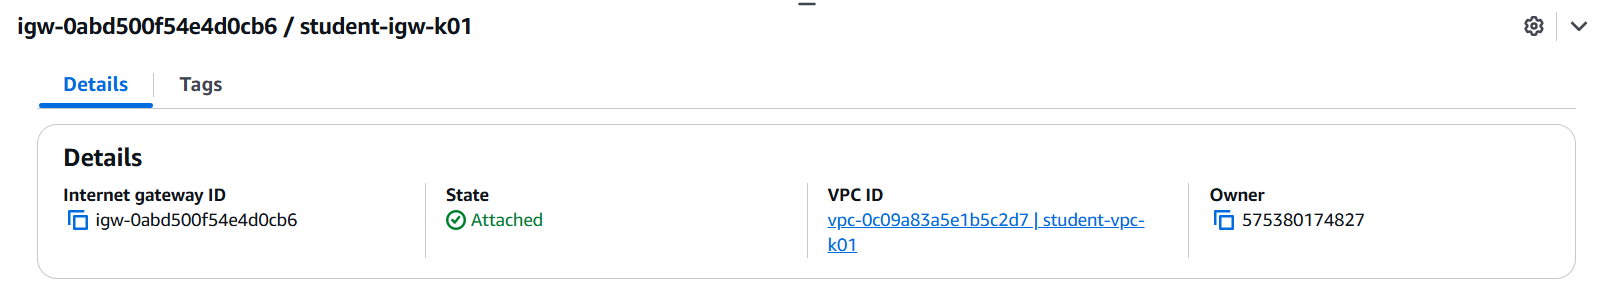 igw-0abd500f54e4d0cb6 / student-igw-k01
Details
Tags
Details
Internet gateway ID
igw-0abd500f54e4d0cb6
State
Attached
VPC ID
vpc-0c09a83a5e1b5c2d7 | student-vpc-
k01
Owner
575380174827